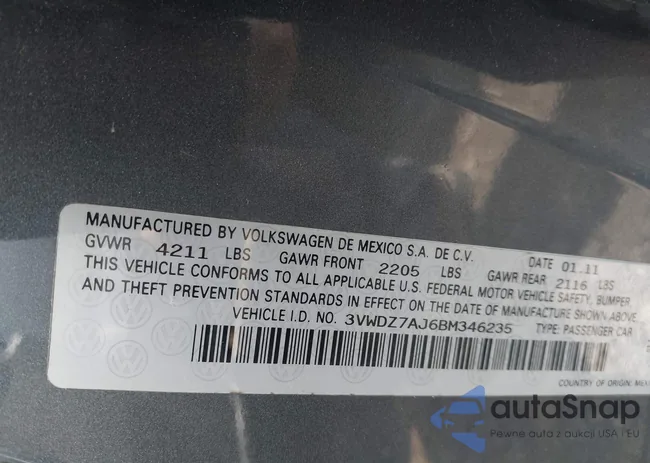 MANUFACTURED BY VOLKSWAGEN DE MEXICO S.A. DE C.V. DATE 01.11
GVWR 4211 LBS GAWR FRONT 2205 LBS GAWR REAR 2116 LBS
THIS VEHICLE CONFORMS TO ALL APPLICABLE U.S. FEDERAL MOTOR VEHICLE SAFETY, BUMPER,
AND THEFT PREVENTION STANDARDS IN EFFECT ON THE DATE OF MANUFACTURE SHOWN ABOVE.
VEHICLE I.D. NO. 3VWDZ7AJ6BM346235 TYPE: PASSENGER CAR
COUNTRY OF ORIGIN:
autaSnap
Pewne auta z aukcji USA i EU